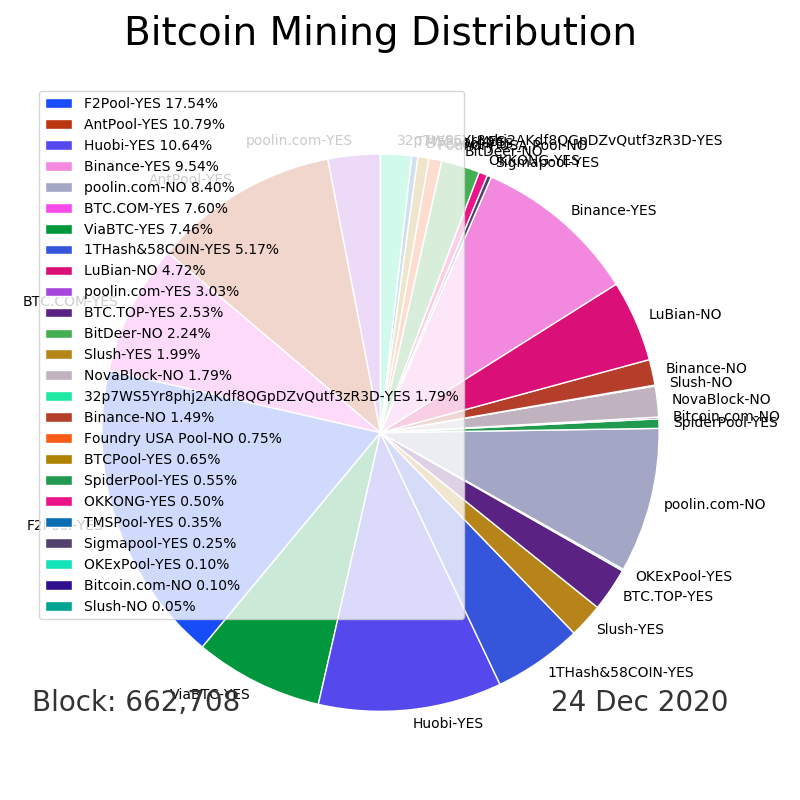 Bitcoin Mining Distribution
F2Pool-YES 17.54%
AntPool-YES 10.79%
Huobi-YES 10.64%
Binance-YES 9.54%
poolin.com-NO 8.40%
BTC.COM-YES 7.60%
ViaBTC-YES 7.46%
1THash&58COIN-YES 5.17%
LuBian-NO 4.72%
poolin.com-YES 3.03%
BTC.TOP-YES 2.53%
BitDeer-NO 2.24%
Slush-YES 1.99%
NovaBlock-NO 1.79%
32p7WS5Yr8phj2AKdf8QGpDZvQutf3zR3D-YES 1.79%
Binance-NO 1.49%
Foundry USA Pool-NO 0.75%
BTCPool-YES 0.65%
SpiderPool-YES 0.55%
OKKONG-YES 0.50%
TMSPool-YES 0.35%
Sigmapool-YES 0.25%
OKExPool-YES 0.10%
Bitcoin.com-NO 0.10%
Slush-NO 0.05%
poolin.com-YES
AntPool-YES
BTC.COM-YES
F2Pool-YES
ViaBTC-YES
Huobi-YES
1THash&58COIN-YES
Slush-YES
BTC.TOP-YES
OKExPool-YES
poolin.com-NO
SpiderPool-YES
Bitcoin.com-NO
NovaBlock-NO
Slush-NO
Binance-NO
LuBian-NO
Binance-YES
Sigmapool-YES
OKKONG-YES
BitDeer-NO
Block: 662,708
24 Dec 2020